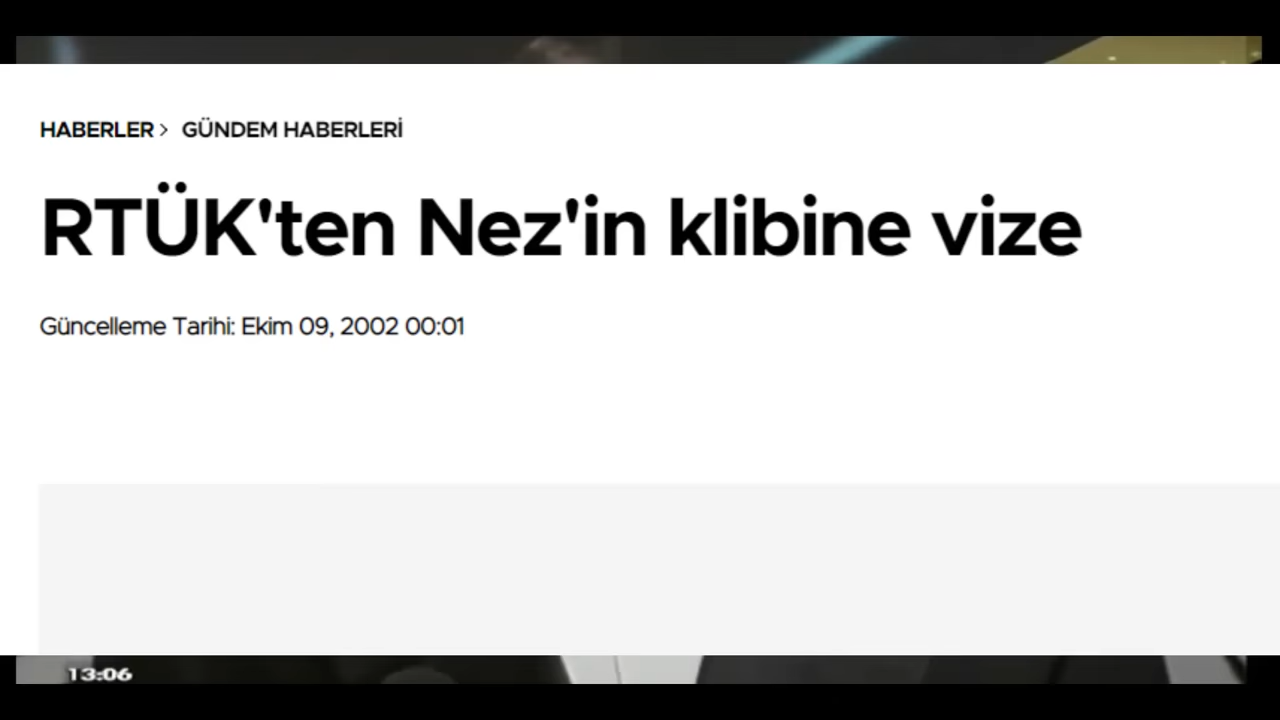 HABERLER > GÜNDEM HABERLERİ
RTÜK'ten Nez'in klibine vize
Güncelleme Tarihi: Ekim 09, 2002 00:01
13:06